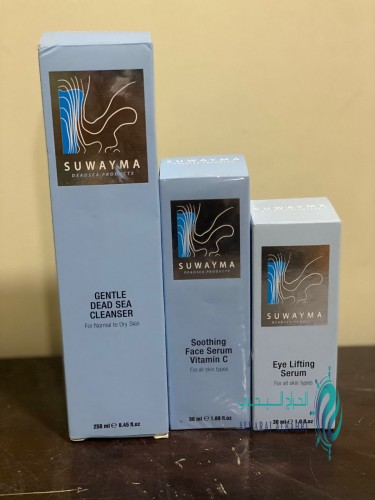 SUWAYMA
DEADSEA PRODUCTS
GENTLE
DEAD SEA
CLEANSER
For Normal to Dry Skin
250 ml e 8.45 fl.oz
SUWAYMA
DEADSEA PRODUCTS
Soothing
Face Serum
Vitamin C
For all skin types
30 ml e 1.00 fl.oz
SUWAYMA
DEADSEA PRODUCTS
Eye Lifting
Serum
For all skin types
30 ml e 1.0 fl.oz